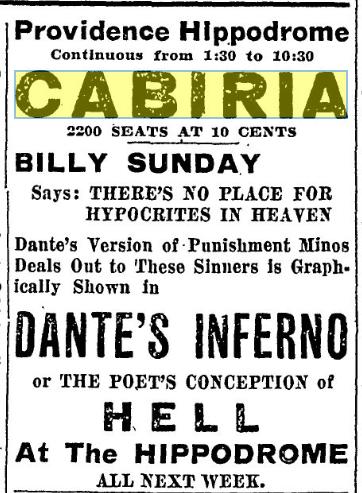 Providence Hippodrome
Continuous from 1:30 to 10:30
CABIRIA
2200 SEATS AT 10 CENTS
BILLY SUNDAY
Says: THERE'S NO PLACE FOR
HYPOCRITES IN HEAVEN
Dante's Version of Punishment Minos
Deals Out to These Sinners is Graph-
ically Shown in
DANTE'S INFERNO
or THE POET'S CONCEPTION of
HELL
At The HIPPODROME
ALL NEXT WEEK.